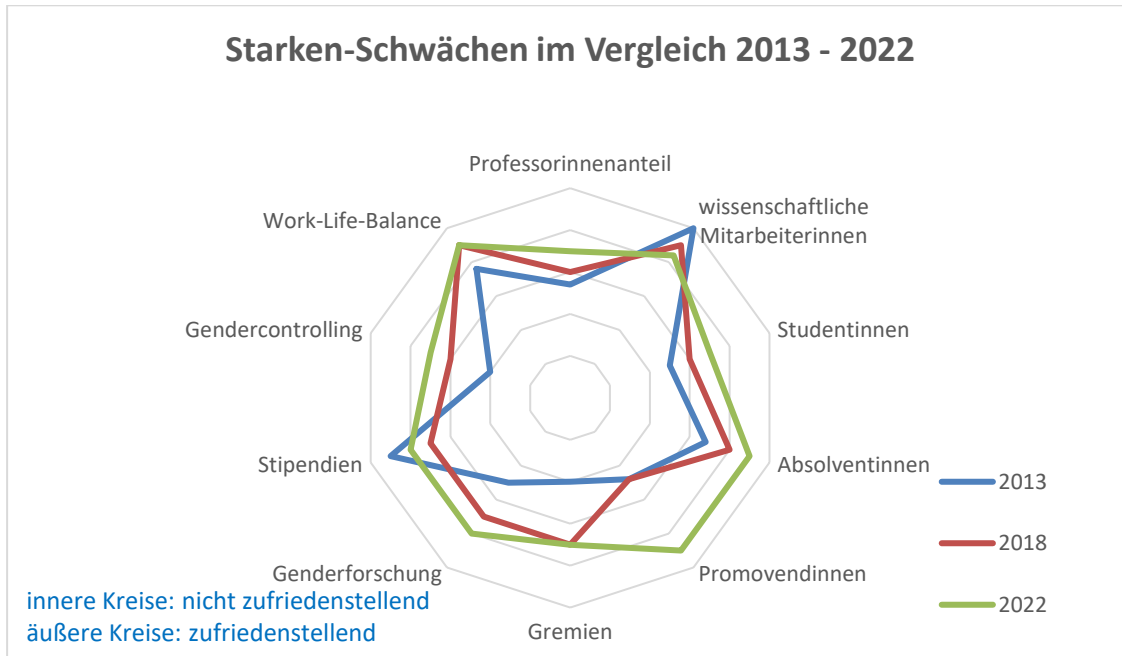 Starken-Schwächen im Vergleich 2013 - 2022
Professorinnenanteil
wissenschaftliche
Mitarbeiterinnen
Studentinnen
Absolventinnen
Promovendinnen
Gremien
Genderforschung
Stipendien
Gendercontrolling
Work-Life-Balance
2013
2018
2022
innere Kreise: nicht zufriedenstellend
äußere Kreise: zufriedenstellend